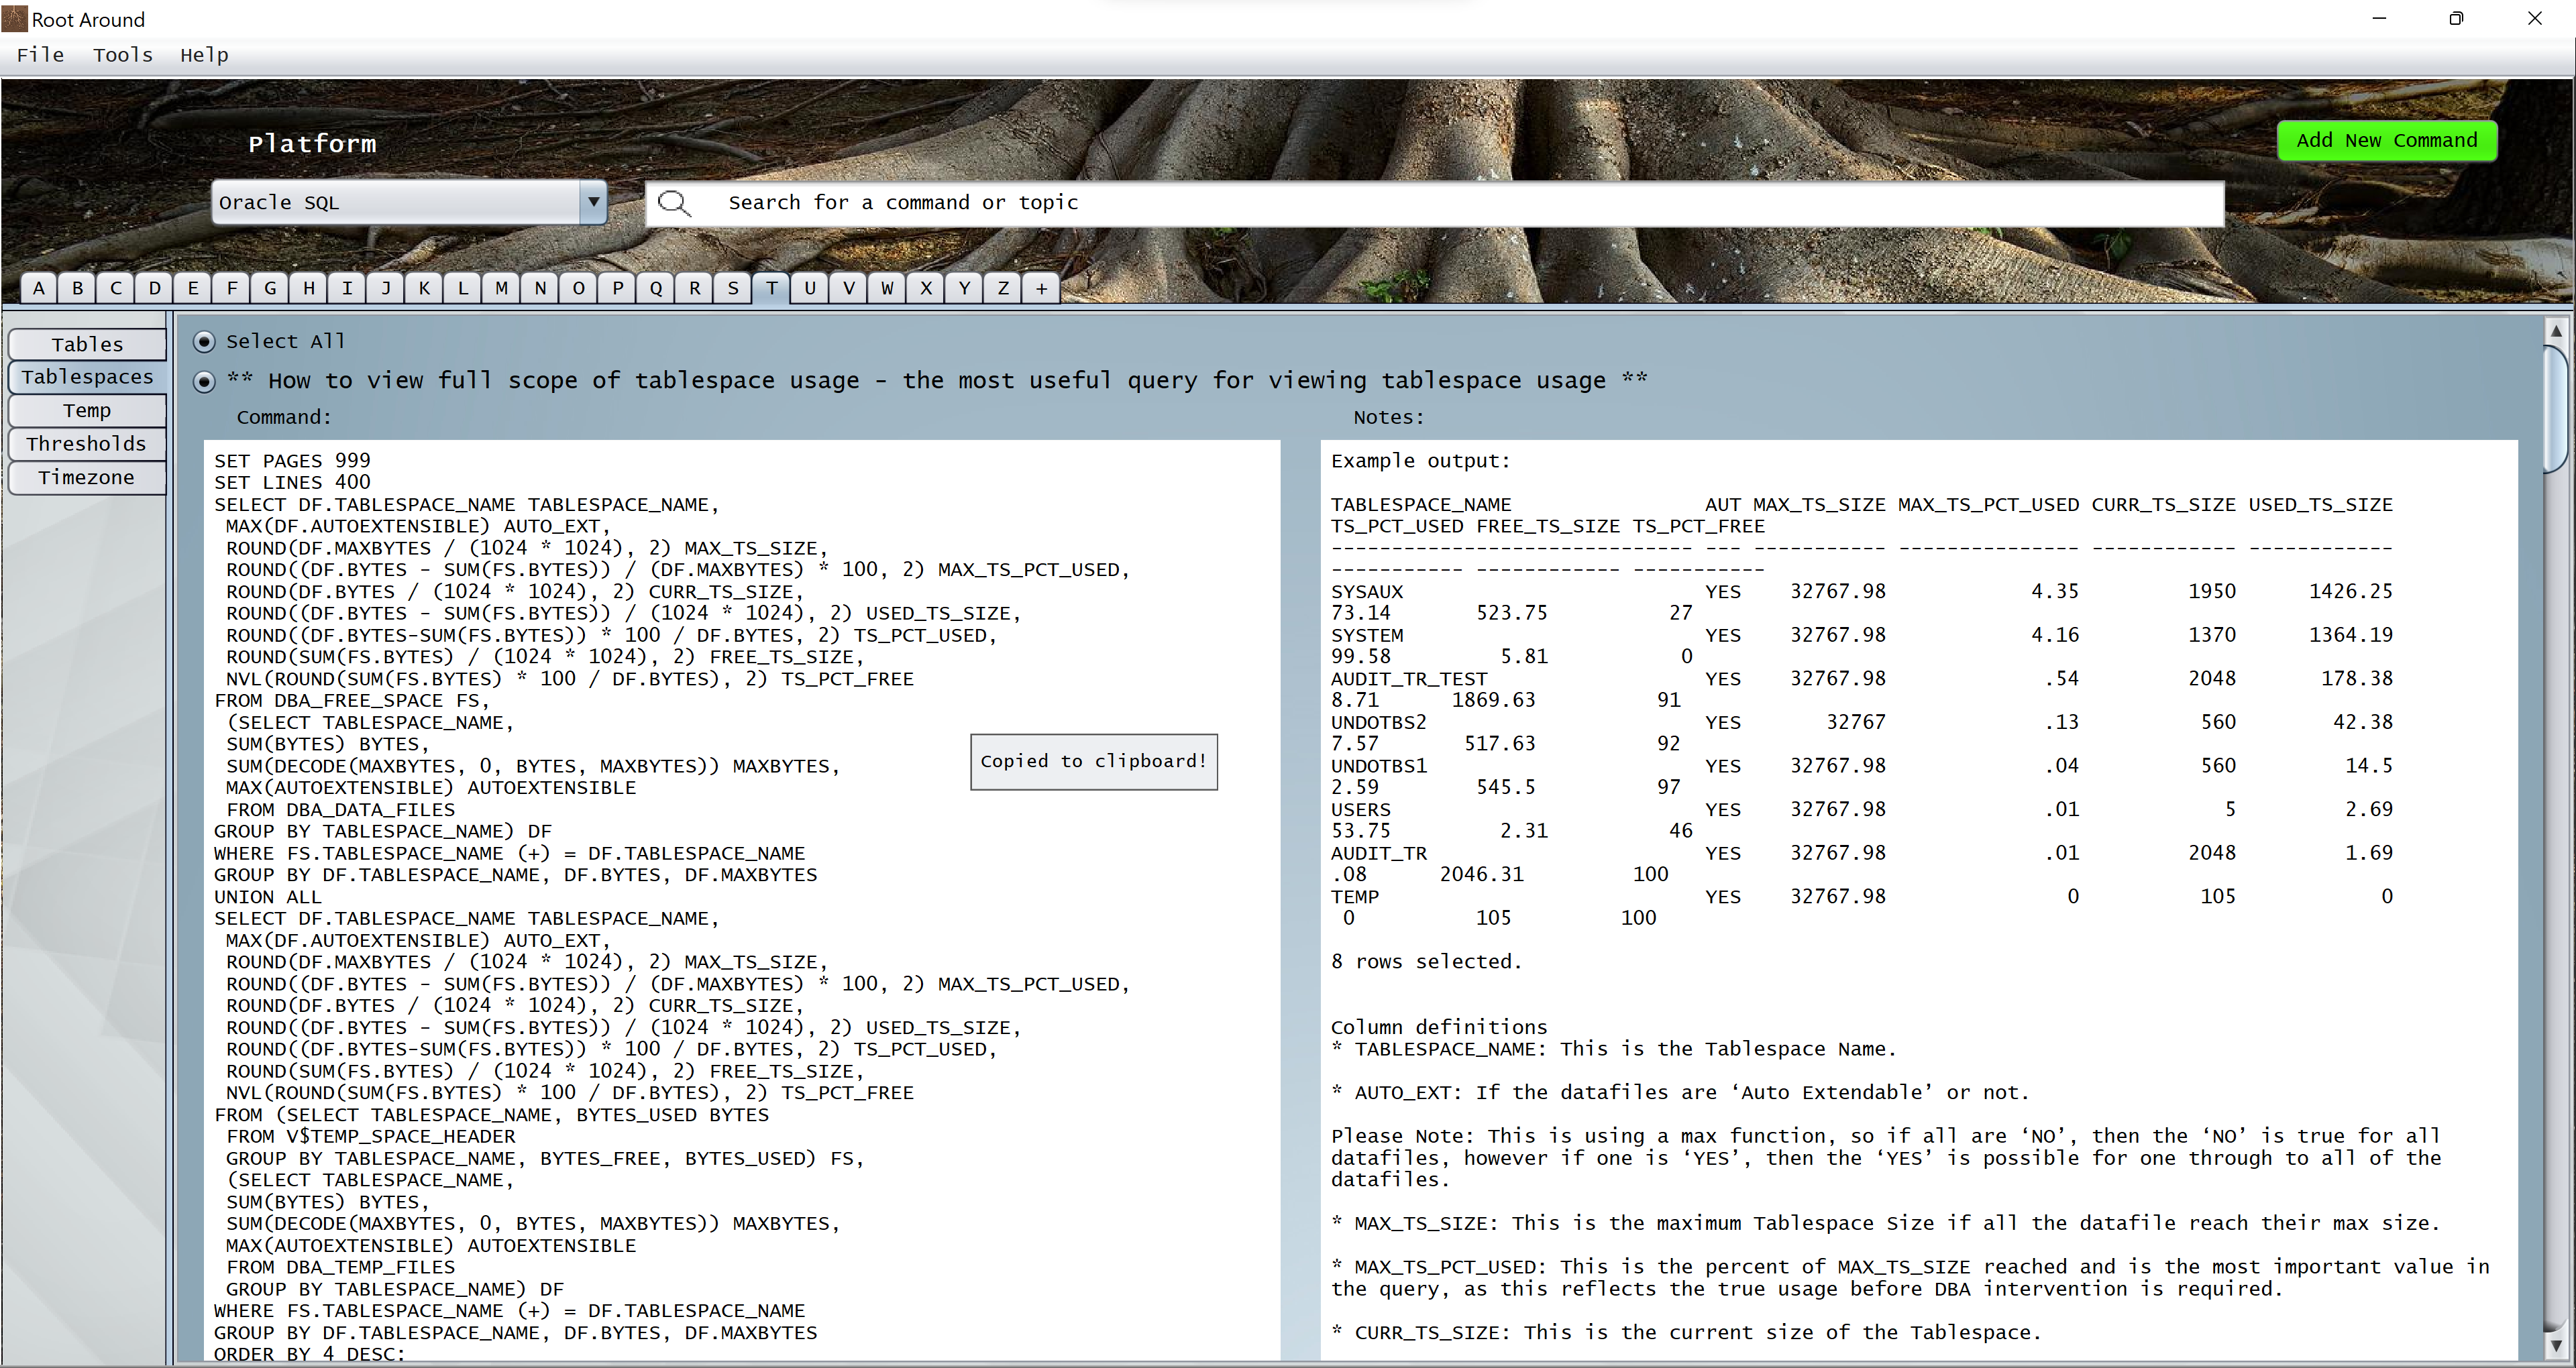 Root Around
File Tools Help
Platform
Add New Command
Oracle SQL
Search for a command or topic
A B C D E F G H I J K L M N O P Q R S T U V W X Y Z +
Tables
Tablespaces
Temp
Thresholds
Timezone
Select All
** How to view full scope of tablespace usage - the most useful query for viewing tablespace usage **
Command:
SET PAGES 999
SET LINES 400
SELECT DF.TABLESPACE_NAME TABLESPACE_NAME,
MAX(DF.AUTOEXTENSIBLE) AUTO_EXT,
ROUND(DF.MAXBYTES / (1024 * 1024), 2) MAX_TS_SIZE,
ROUND((DF.BYTES - SUM(FS.BYTES)) / (DF.MAXBYTES) * 100, 2) MAX_TS_PCT_USED,
ROUND(DF.BYTES / (1024 * 1024), 2) CURR_TS_SIZE,
ROUND((DF.BYTES - SUM(FS.BYTES)) / (1024 * 1024), 2) USED_TS_SIZE,
ROUND((DF.BYTES-SUM(FS.BYTES)) * 100 / DF.BYTES, 2) TS_PCT_USED,
ROUND(SUM(FS.BYTES) / (1024 * 1024), 2) FREE_TS_SIZE,
NVL(ROUND(SUM(FS.BYTES) * 100 / DF.BYTES), 2) TS_PCT_FREE
FROM DBA_FREE_SPACE FS,
(SELECT TABLESPACE_NAME,
SUM(BYTES) BYTES,
SUM(DECODE(MAXBYTES, 0, BYTES, MAXBYTES)) MAXBYTES,
MAX(AUTOEXTENSIBLE) AUTOEXTENSIBLE
FROM DBA_DATA_FILES
GROUP BY TABLESPACE_NAME) DF
WHERE FS.TABLESPACE_NAME (+) = DF.TABLESPACE_NAME
GROUP BY DF.TABLESPACE_NAME, DF.BYTES, DF.MAXBYTES
UNION ALL
SELECT DF.TABLESPACE_NAME TABLESPACE_NAME,
MAX(DF.AUTOEXTENSIBLE) AUTO_EXT,
ROUND(DF.MAXBYTES / (1024 * 1024), 2) MAX_TS_SIZE,
ROUND((DF.BYTES - SUM(FS.BYTES)) / (DF.MAXBYTES) * 100, 2) MAX_TS_PCT_USED,
ROUND(DF.BYTES / (1024 * 1024), 2) CURR_TS_SIZE,
ROUND((DF.BYTES - SUM(FS.BYTES)) / (1024 * 1024), 2) USED_TS_SIZE,
ROUND((DF.BYTES-SUM(FS.BYTES)) * 100 / DF.BYTES, 2) TS_PCT_USED,
ROUND(SUM(FS.BYTES) / (1024 * 1024), 2) FREE_TS_SIZE,
NVL(ROUND(SUM(FS.BYTES) * 100 / DF.BYTES), 2) TS_PCT_FREE
FROM (SELECT TABLESPACE_NAME, BYTES_USED BYTES
FROM V$TEMP_SPACE_HEADER
GROUP BY TABLESPACE_NAME, BYTES_FREE, BYTES_USED) FS,
(SELECT TABLESPACE_NAME,
SUM(BYTES) BYTES,
SUM(DECODE(MAXBYTES, 0, BYTES, MAXBYTES)) MAXBYTES,
MAX(AUTOEXTENSIBLE) AUTOEXTENSIBLE
FROM DBA_TEMP_FILES
GROUP BY TABLESPACE_NAME) DF
WHERE FS.TABLESPACE_NAME (+) = DF.TABLESPACE_NAME
GROUP BY DF.TABLESPACE_NAME, DF.BYTES, DF.MAXBYTES
ORDER BY 4 DESC;
Copied to clipboard!
Notes:
Example output:
TABLESPACE_NAME AUT MAX_TS_SIZE MAX_TS_PCT_USED CURR_TS_SIZE USED_TS_SIZE
TS_PCT_USED FREE_TS_SIZE TS_PCT_FREE
------------------------------ --- ----------- --------------- ------------ ------------
----------- ------------ -----------
SYSAUX YES 32767.98 4.35 1950 1426.25
73.14 523.75 27
SYSTEM YES 32767.98 4.16 1370 1364.19
99.58 5.81 0
AUDIT_TR_TEST YES 32767.98 .54 2048 178.38
8.71 1869.63 91
UNDOTBS2 YES 32767 .13 560 42.38
7.57 517.63 92
UNDOTBS1 YES 32767.98 .04 560 14.5
2.59 545.5 97
USERS YES 32767.98 .01 5 2.69
53.75 2.31 46
AUDIT_TR YES 32767.98 .01 2048 1.69
.08 2046.31 100
TEMP YES 32767.98 0 105 0
0 105 100
8 rows selected.
Column definitions
* TABLESPACE_NAME: This is the Tablespace Name.
* AUTO_EXT: If the datafiles are ‘Auto Extendable’ or not.
Please Note: This is using a max function, so if all are ‘NO’, then the ‘NO’ is true for all
datafiles, however if one is ‘YES’, then the ‘YES’ is possible for one through to all of the
datafiles.
* MAX_TS_SIZE: This is the maximum Tablespace Size if all the datafile reach their max size.
* MAX_TS_PCT_USED: This is the percent of MAX_TS_SIZE reached and is the most important value in
the query, as this reflects the true usage before DBA intervention is required.
* CURR_TS_SIZE: This is the current size of the Tablespace.